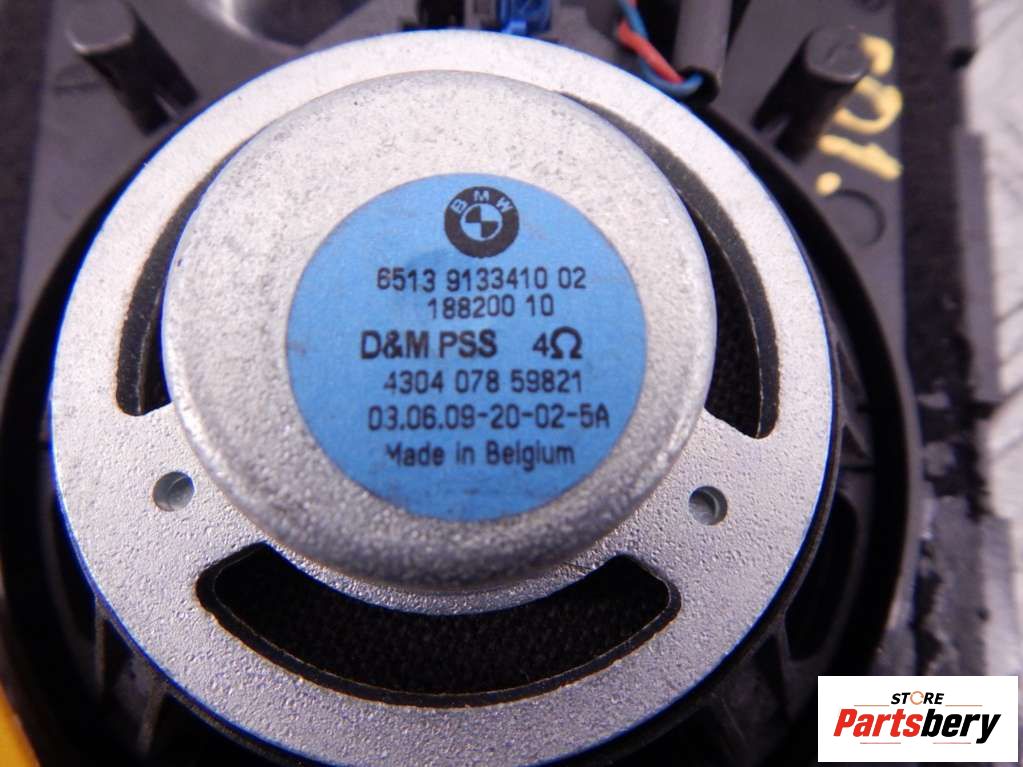 BMW
6513 9133410 02
188200 10
D&M PSS 4Ω
4304 078 59821
03.06.09-20-02-5A
Made in Belgium
STORE
Partsbery